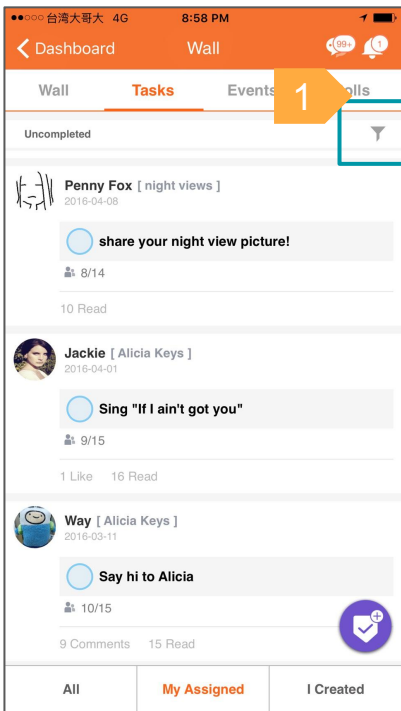 台湾大哥大 4G 8:58 PM
Dashboard Wall 99+ 1
Wall Tasks Events olls
1
Uncompleted
Penny Fox [ night views ]
2016-04-08
share your night view picture!
8/14
10 Read
Jackie [ Alicia Keys ]
2016-04-01
Sing "If I ain't got you"
9/15
1 Like 16 Read
Way [ Alicia Keys ]
2016-03-11
Say hi to Alicia
10/15
9 Comments 15 Read
All My Assigned I Created